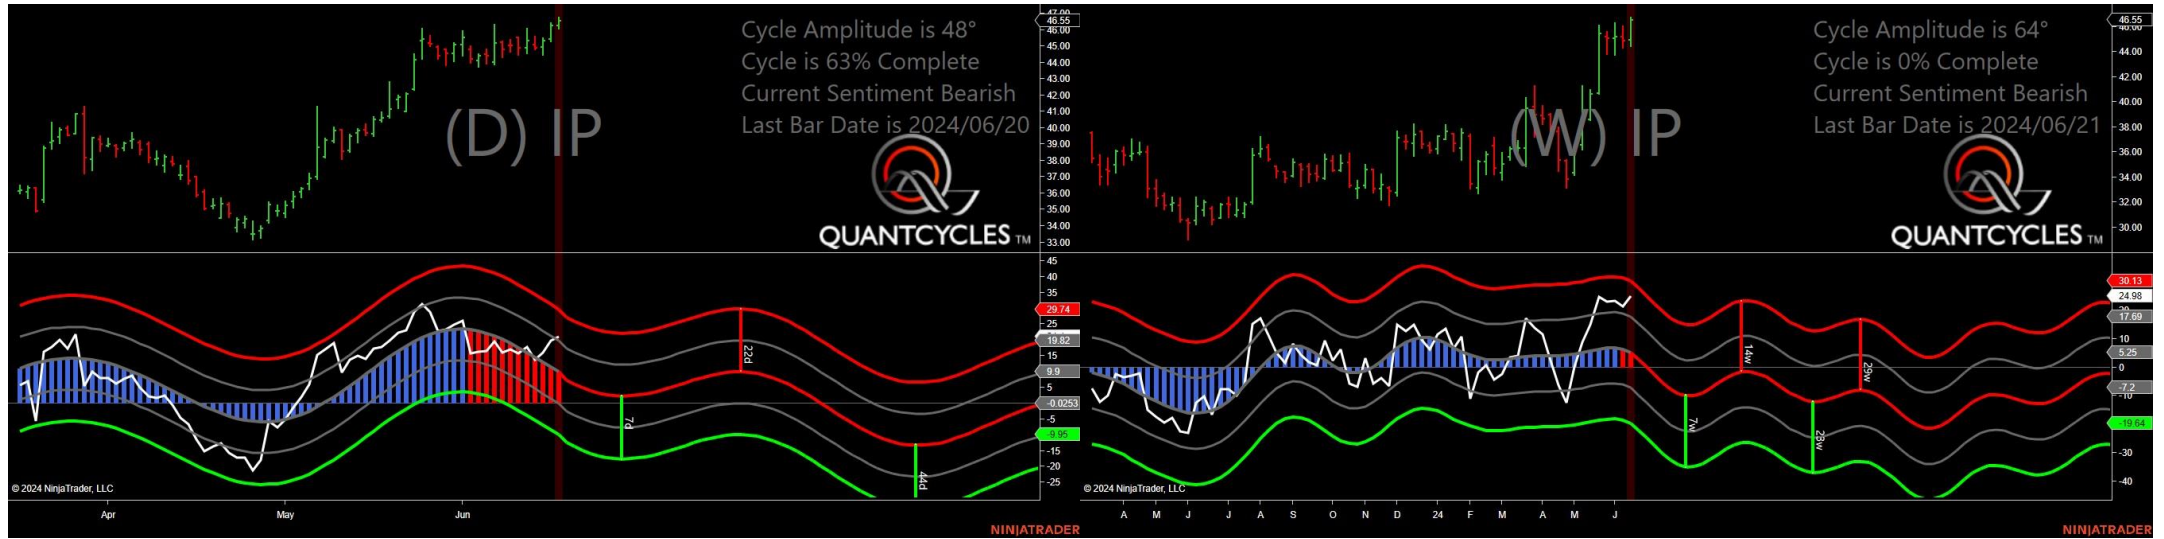 Cycle Amplitude is 48°
Cycle is 63% Complete
Current Sentiment Bearish
Last Bar Date is 2024/06/20
(D) IP
QUANTCYCLES TM
47.00
46.55
46.00
45.00
44.00
43.00
42.00
41.00
40.00
39.00
38.00
37.00
36.00
35.00
34.00
33.00
45
40
35
29.74
25
19.82
15
9.9
5
-0.0253
-5
-9.95
-15
-20
-25
22d
7d
44d
© 2024 NinjaTrader, LLC
Apr
May
Jun
NINJATRADER
Cycle Amplitude is 64°
Cycle is 0% Complete
Current Sentiment Bearish
Last Bar Date is 2024/06/21
(W) IP
QUANTCYCLES TM
46.55
46.00
44.00
42.00
40.00
38.00
36.00
34.00
32.00
30.00
30.13
24.98
17.69
10
5.25
0
-7.2
-10
-19.64
-30
-40
14w
29w
7w
28w
© 2024 NinjaTrader, LLC
A M J J A S O N D 24 F M A M J
NINJATRADER